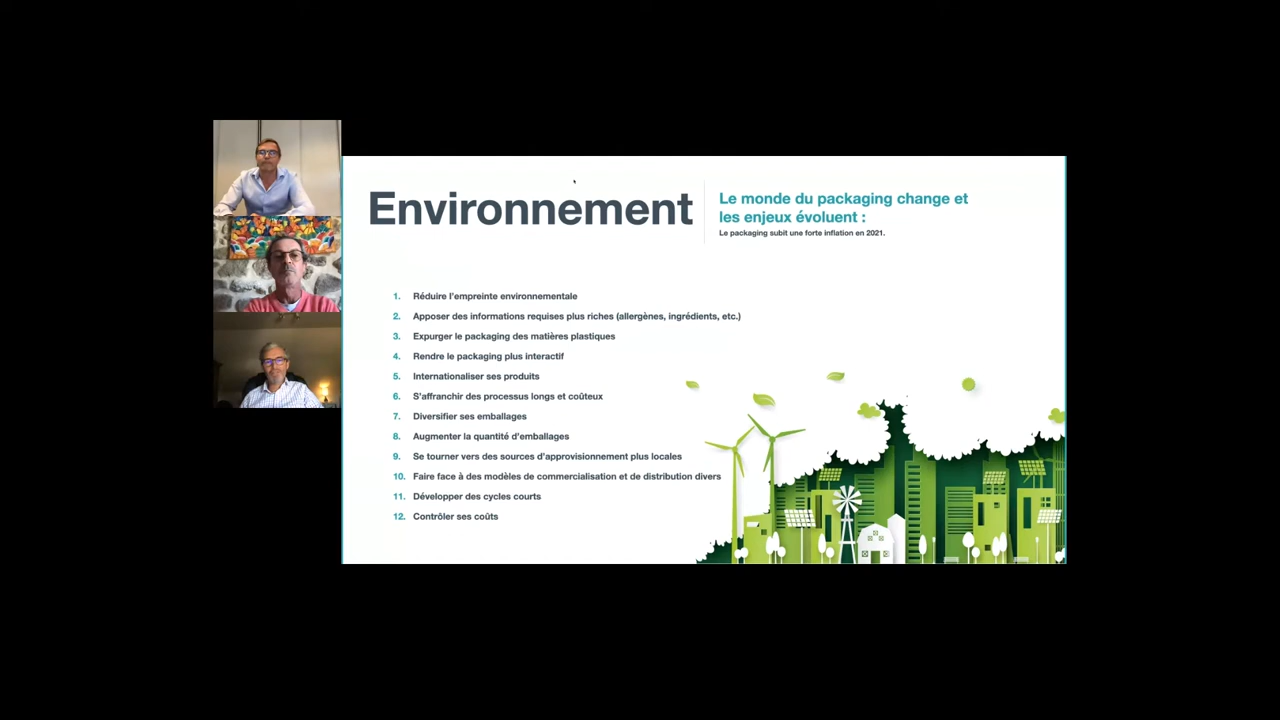 Environnement
Le monde du packaging change et
les enjeux évoluent :
Le packaging subit une forte inflation en 2021.
1. Réduire l'empreinte environnementale
2. Apposer des informations requises plus riches (allergènes, ingrédients, etc.)
3. Expurger le packaging des matières plastiques
4. Rendre le packaging plus interactif
5. Internationaliser ses produits
6. S'affranchir des processus longs et coûteux
7. Diversifier ses emballages
8. Augmenter la quantité d'emballages
9. Se tourner vers des sources d'approvisionnement plus locales
10. Faire face à des modèles de commercialisation et de distribution divers
11. Développer des cycles courts
12. Contrôler ses coûts